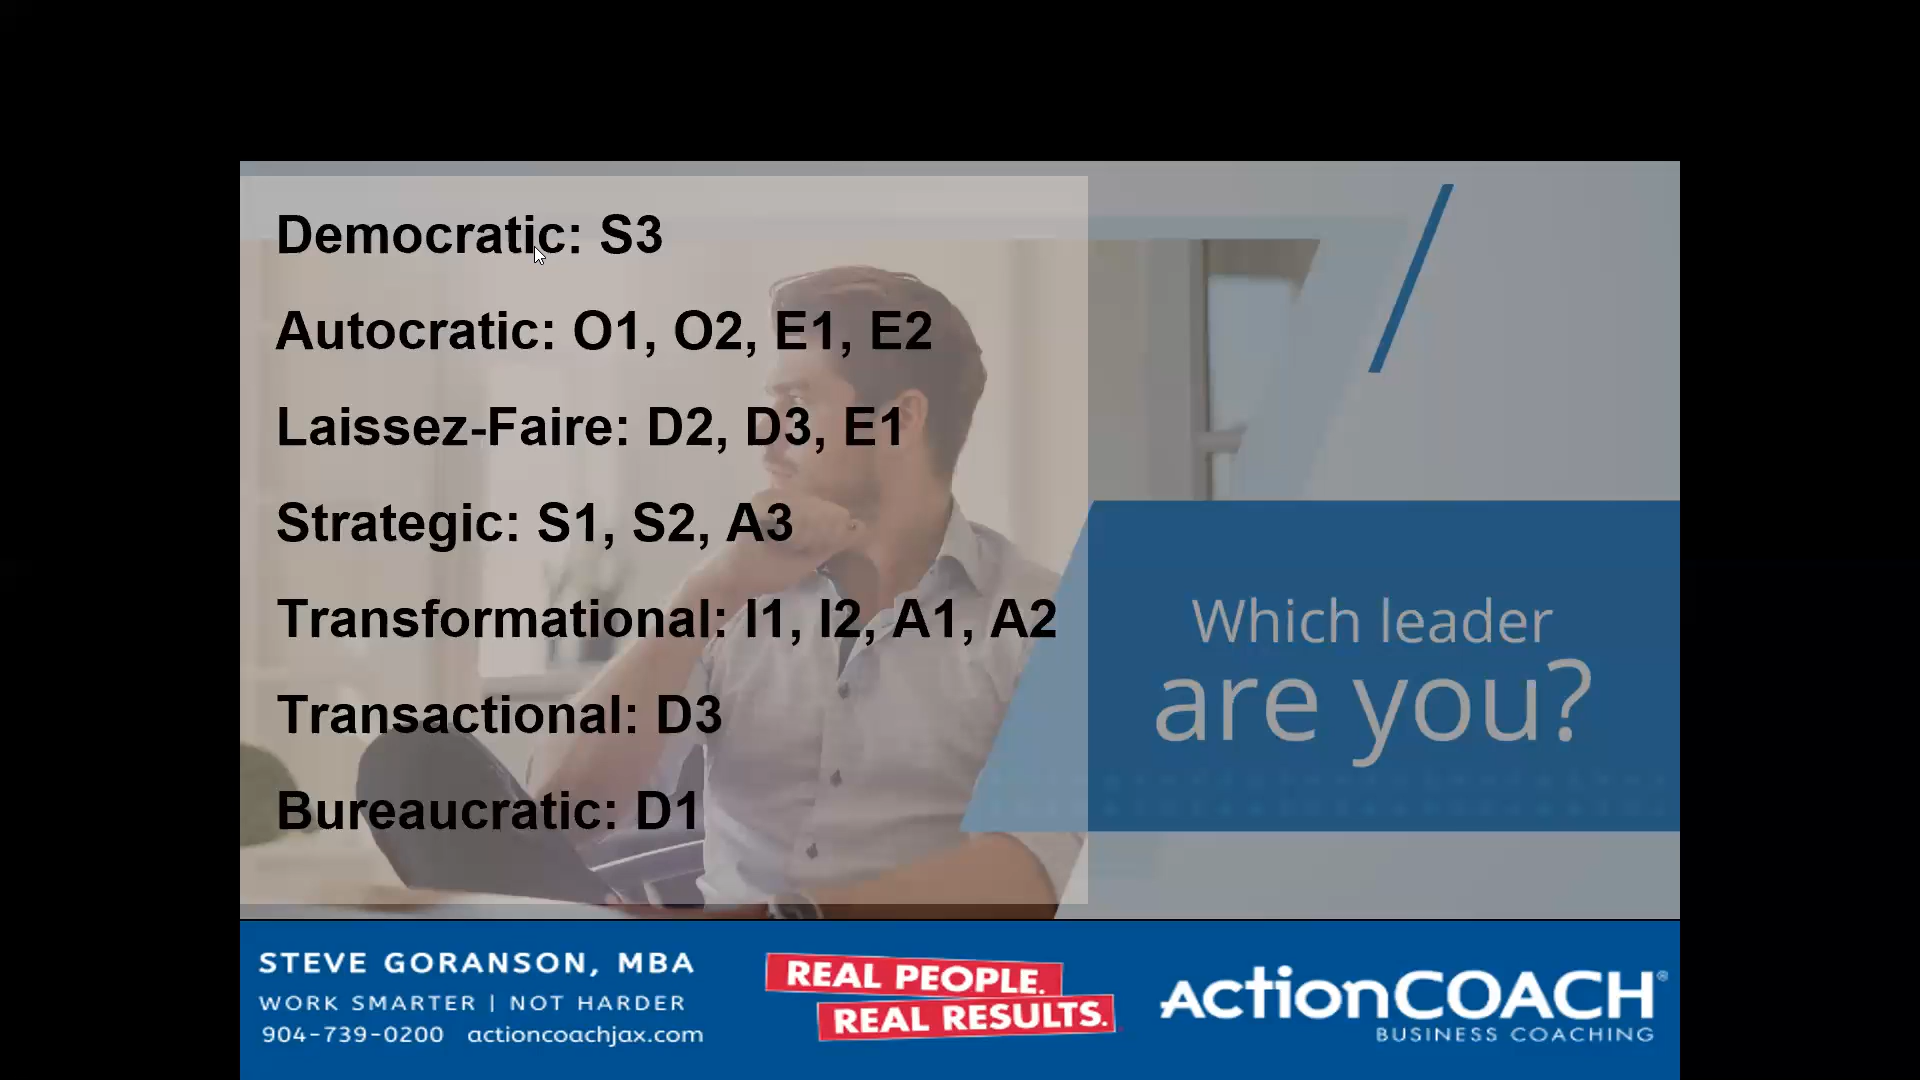 Democratic: S3
Autocratic: O1, O2, E1, E2
Laissez-Faire: D2, D3, E1
Strategic: S1, S2, A3
Transformational: I1, I2, A1, A2
Transactional: D3
Bureaucratic: D1
Which leader
are you?
STEVE GORANSON, MBA
WORK SMARTER | NOT HARDER
904-739-0200 actioncoachjax.com
REAL PEOPLE.
REAL RESULTS.
ActionCOACH®
BUSINESS COACHING